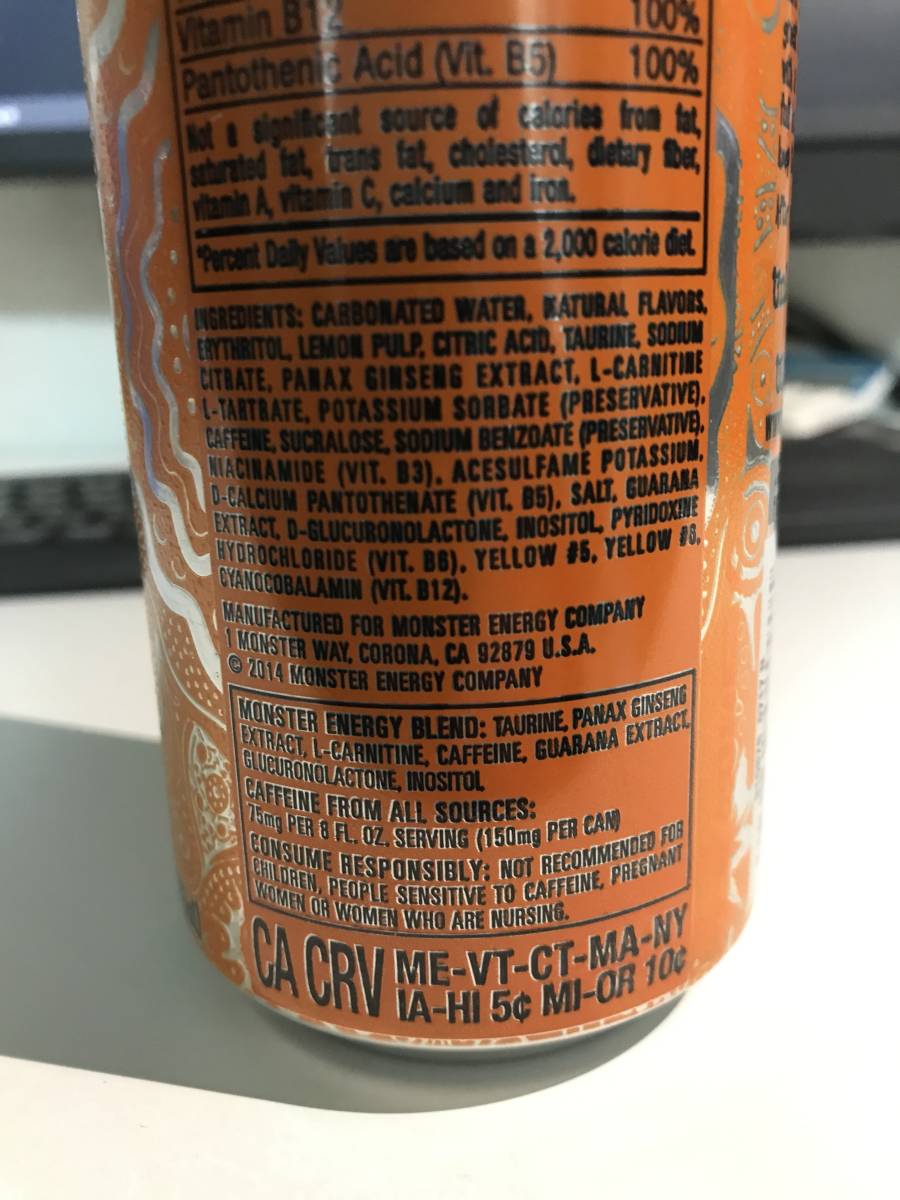 Vitamin B12 100%
Pantothenic Acid (Vit. B5) 100%
Not a significant source of calories from fat,
saturated fat, trans fat, cholesterol, dietary fiber,
vitamin A, vitamin C, calcium and iron.
*Percent Daily Values are based on a 2,000 calorie diet.
INGREDIENTS: CARBONATED WATER, NATURAL FLAVORS,
ERYTHRITOL, LEMON PULP, CITRIC ACID, TAURINE, SODIUM
CITRATE, PANAX GINSENG EXTRACT, L-CARNITINE
L-TARTRATE, POTASSIUM SORBATE (PRESERVATIVE),
CAFFEINE, SUCRALOSE, SODIUM BENZOATE (PRESERVATIVE),
NIACINAMIDE (VIT. B3), ACESULFAME POTASSIUM,
D-CALCIUM PANTOTHENATE (VIT. B5), SALT, GUARANA
EXTRACT, D-GLUCURONOLACTONE, INOSITOL, PYRIDOXINE
HYDROCHLORIDE (VIT. B6), YELLOW #5, YELLOW #6,
CYANOCOBALAMIN (VIT. B12).
MANUFACTURED FOR MONSTER ENERGY COMPANY
1 MONSTER WAY, CORONA, CA 92879 U.S.A.
© 2014 MONSTER ENERGY COMPANY
MONSTER ENERGY BLEND: TAURINE, PANAX GINSENG
EXTRACT, L-CARNITINE, CAFFEINE, GUARANA EXTRACT,
GLUCURONOLACTONE, INOSITOL
CAFFEINE FROM ALL SOURCES:
75mg PER 8 FL. OZ. SERVING (150mg PER CAN)
CONSUME RESPONSIBLY: NOT RECOMMENDED FOR
CHILDREN, PEOPLE SENSITIVE TO CAFFEINE, PREGNANT
WOMEN OR WOMEN WHO ARE NURSING.
CA CRV ME-VT-CT-MA-NY
IA-HI 5¢ MI-OR 10¢